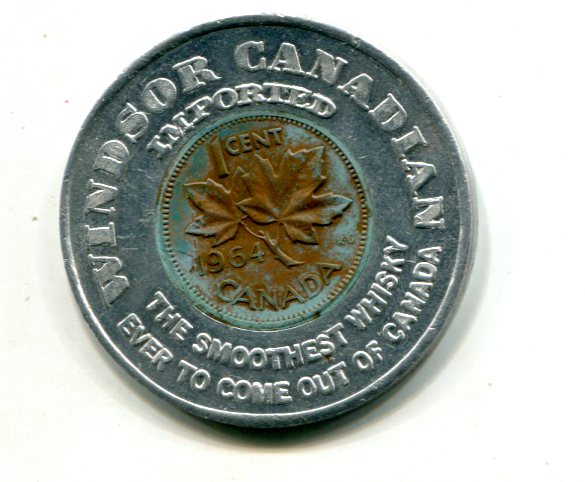 WINDSOR CANADIAN
IMPORTED
1 CENT
1964
CANADA
THE SMOOTHEST WHISKY
EVER TO COME OUT OF CANADA